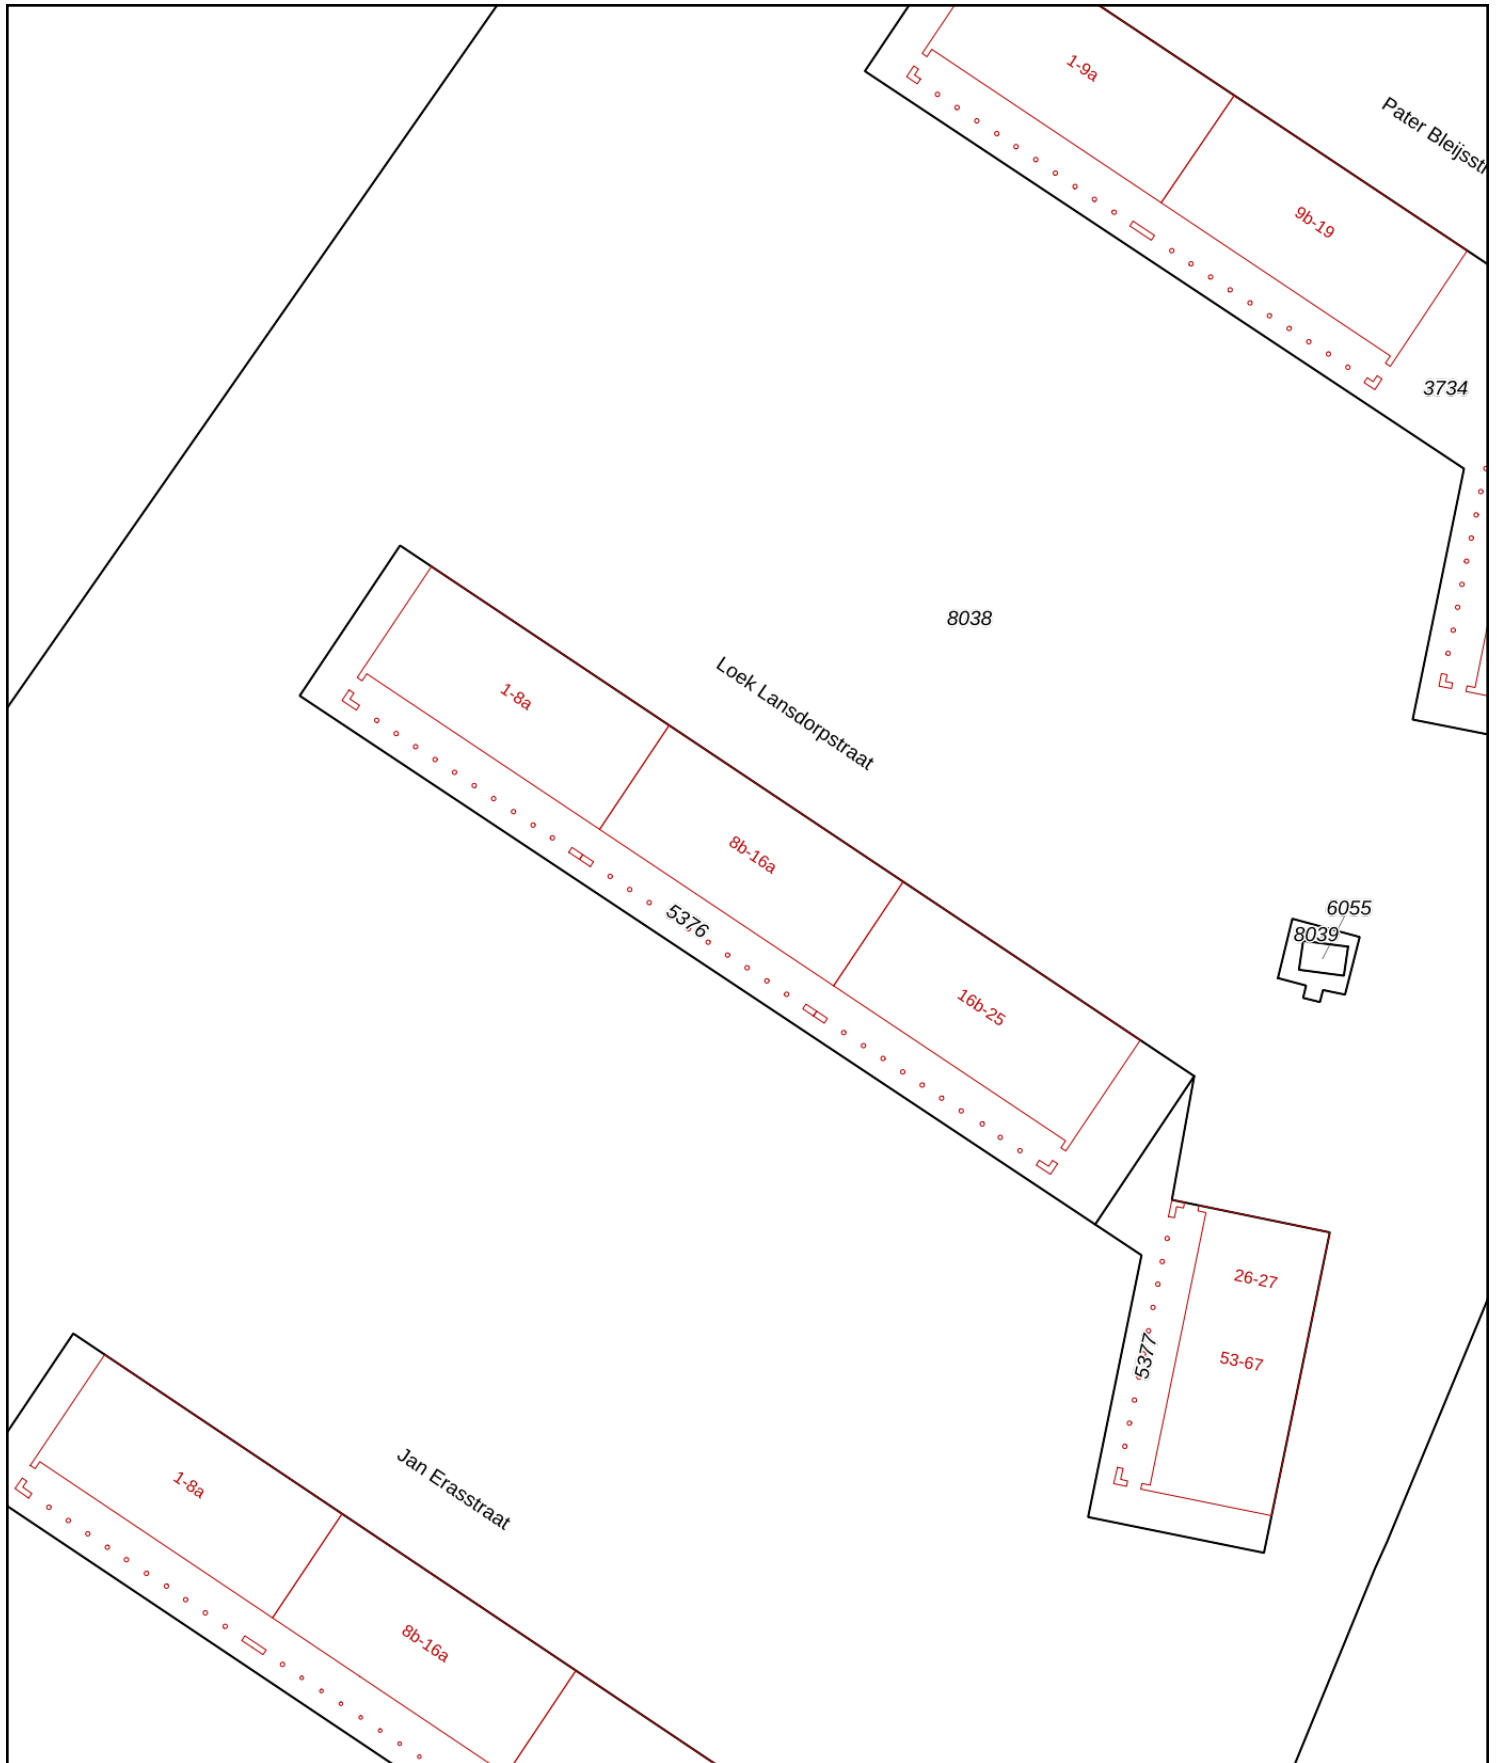 1-9a
Pater Bleijsstr
9b-19
3734
8038
Loek Lansdorpstraat
1-8a
8b-16a
5376
6055
8039
16b-25
26-27
5377
53-67
Jan Erasstraat
1-8a
8b-16a